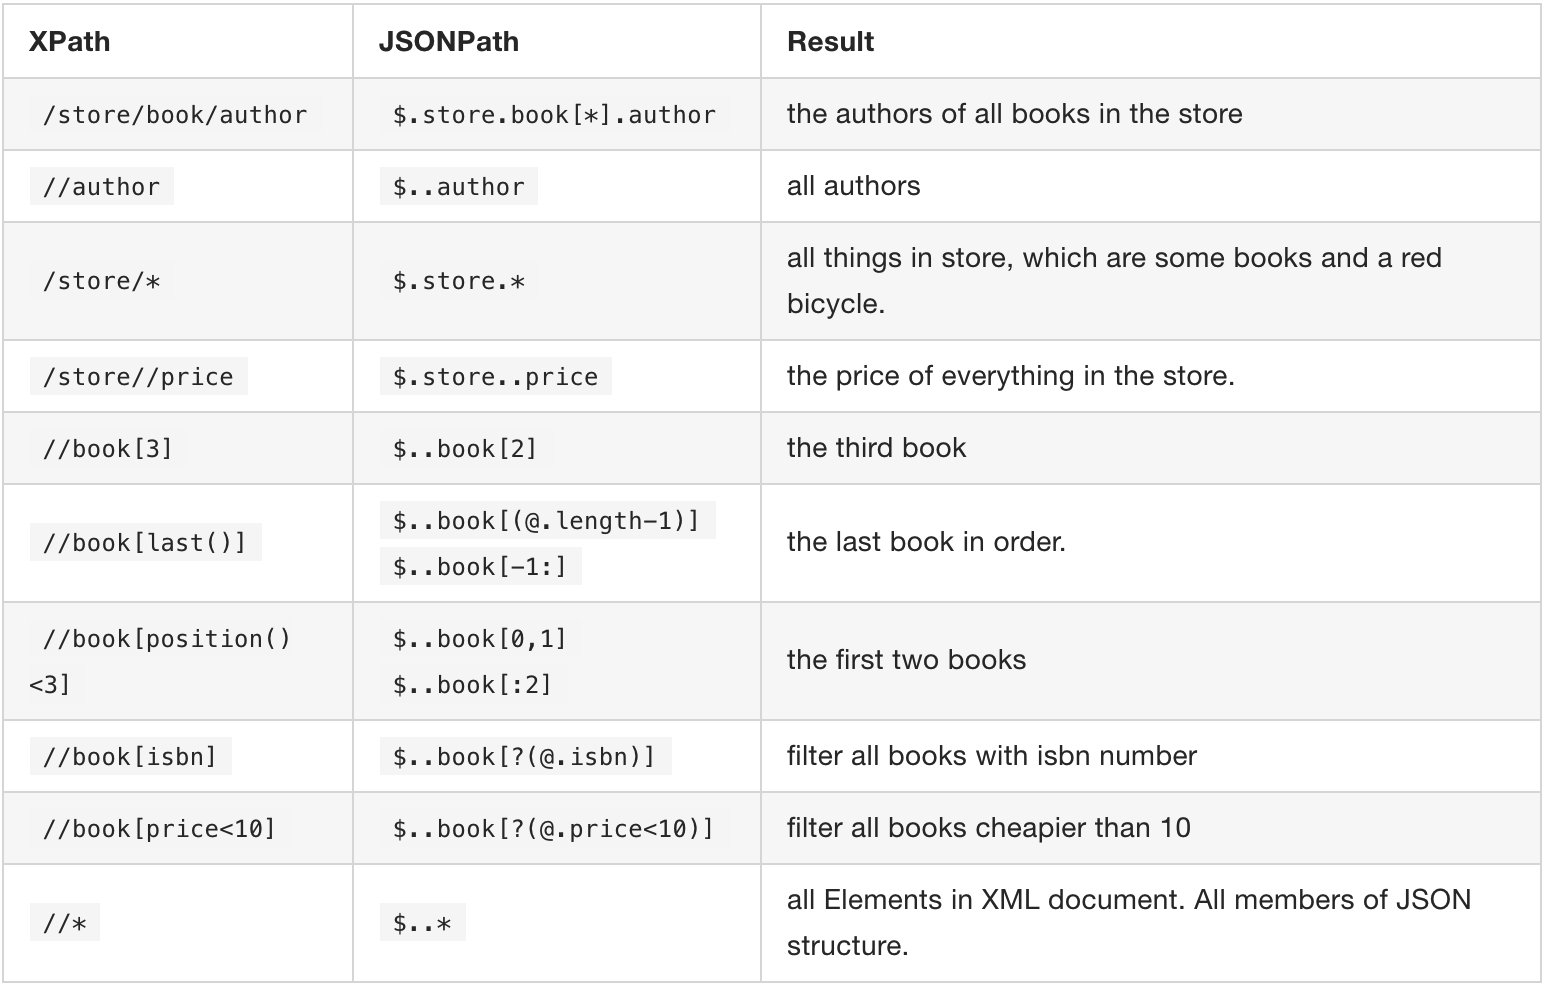 XPath JSONPath Result
/store/book/author $.store.book[*].author the authors of all books in the store
//author $..author all authors
/store/* $.store.* all things in store, which are some books and a red
bicycle.
/store//price $.store..price the price of everything in the store.
//book[3] $..book[2] the third book
//book[last()] $..book[(@.length-1)] the last book in order.
$..book[-1:]
//book[position() $..book[0,1] the first two books
<3] $..book[:2]
//book[isbn] $..book[?(@.isbn)] filter all books with isbn number
//book[price<10] $..book[?(@.price<10)] filter all books cheapier than 10
//* $..* all Elements in XML document. All members of JSON
structure.